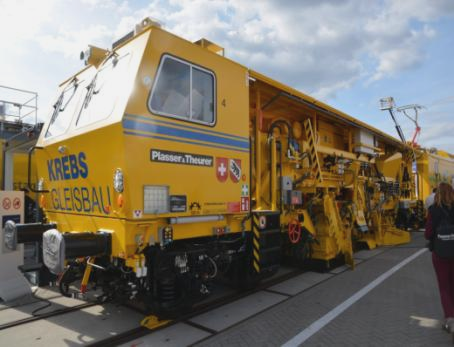 KREBS
GLEISBAU
Plasser & Theurer
4